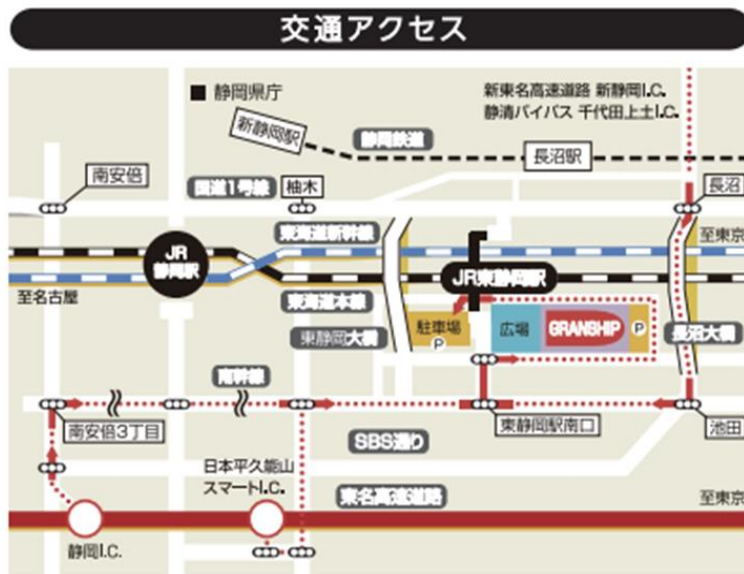 交通アクセス
静岡県庁
新東名高速道路 新静岡I.C.
静清バイパス 千代田上土I.C.
新静岡駅
静岡鉄道
長沼駅
南安倍
国道1号線
柚木
長沼
JR
静岡駅
東海道新幹線
至東京
JR東静岡駅
至名古屋
東海道本線
東静岡大橋
駐車場
P
広場
GRANSHIP
P
長沼大橋
南幹線
南安倍3丁目
東静岡駅南口
池田
SBS通り
日本平久能山
スマートI.C.
東名高速道路
至東京
静岡I.C.